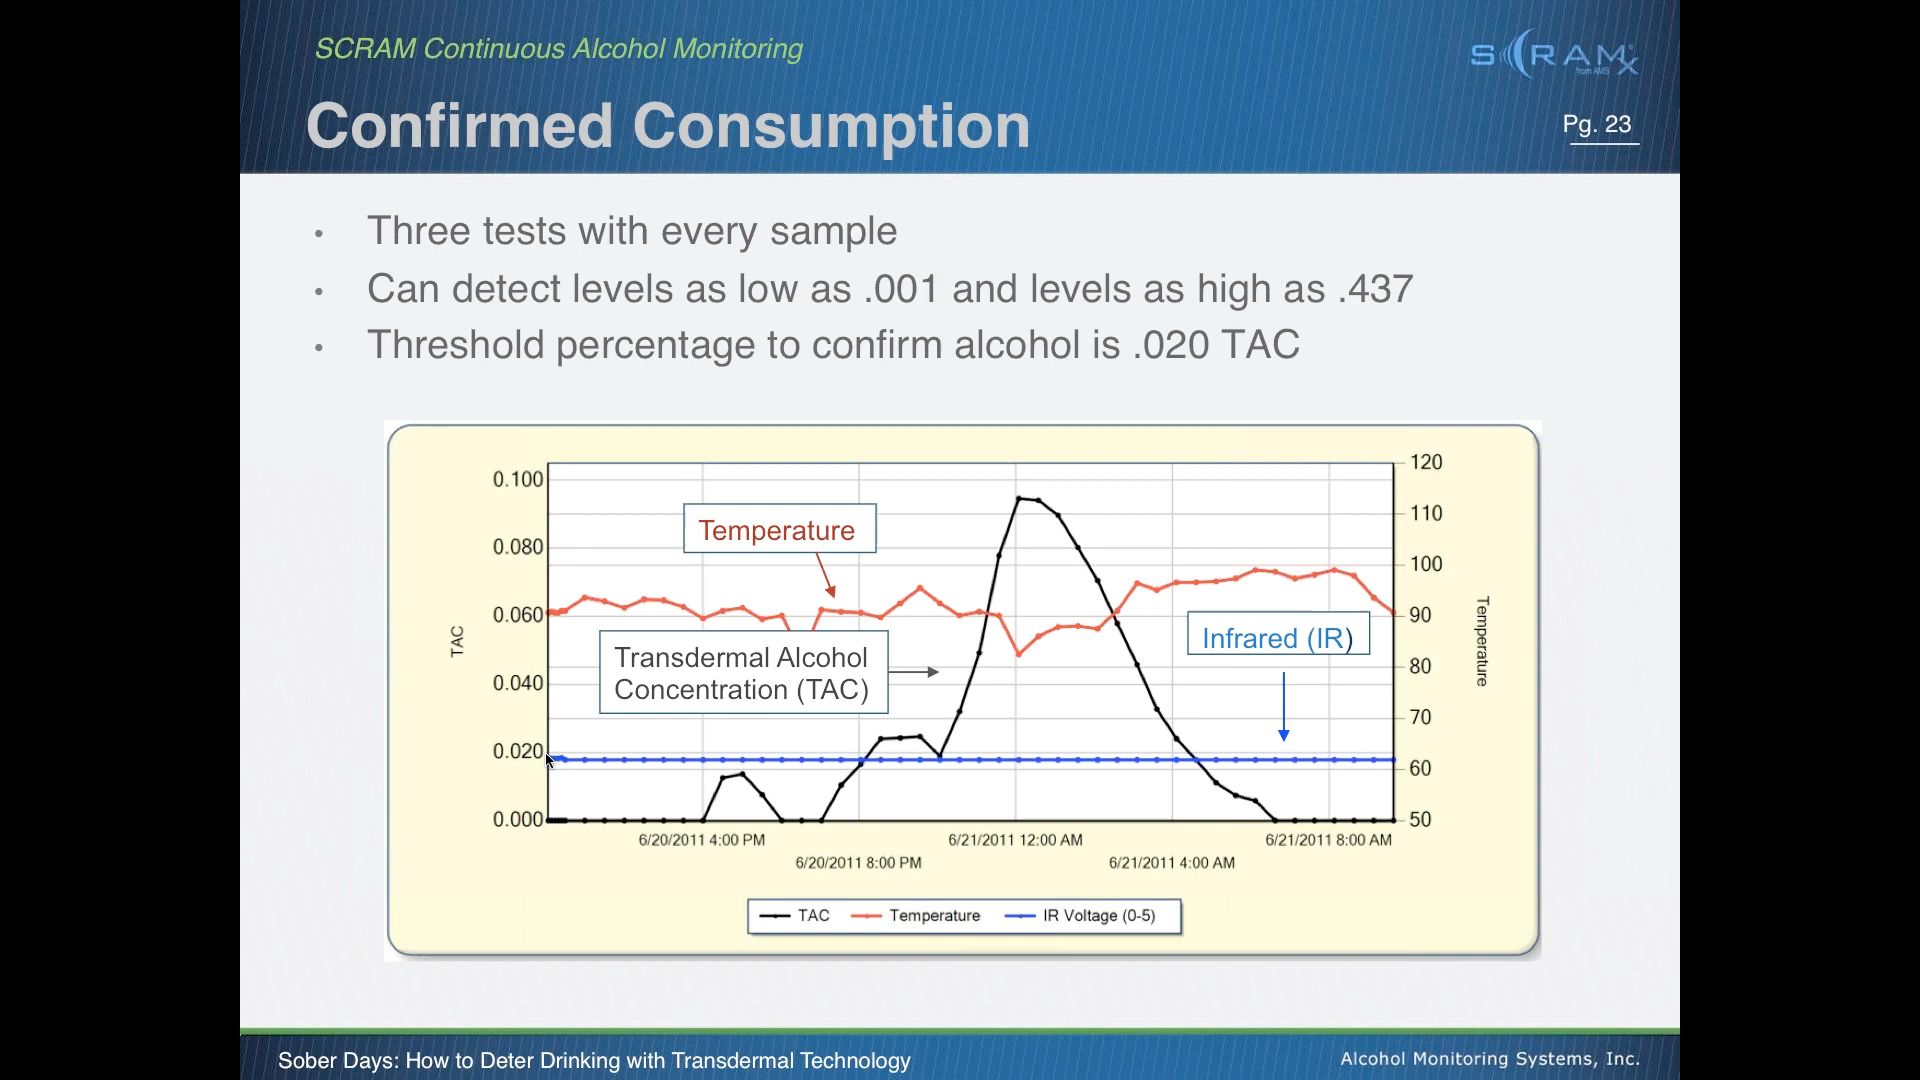 SCRAM Continuous Alcohol Monitoring
SCRAMx
from AMS
Confirmed Consumption
Pg. 23
• Three tests with every sample
• Can detect levels as low as .001 and levels as high as .437
• Threshold percentage to confirm alcohol is .020 TAC
0.100
0.080
0.060
0.040
0.020
0.000
TAC
120
110
100
90
80
70
60
50
Temperature
Temperature
Transdermal Alcohol
Concentration (TAC)
Infrared (IR)
6/20/2011 4:00 PM
6/20/2011 8:00 PM
6/21/2011 12:00 AM
6/21/2011 4:00 AM
6/21/2011 8:00 AM
TAC Temperature IR Voltage (0-5)
Sober Days: How to Deter Drinking with Transdermal Technology
Alcohol Monitoring Systems, Inc.